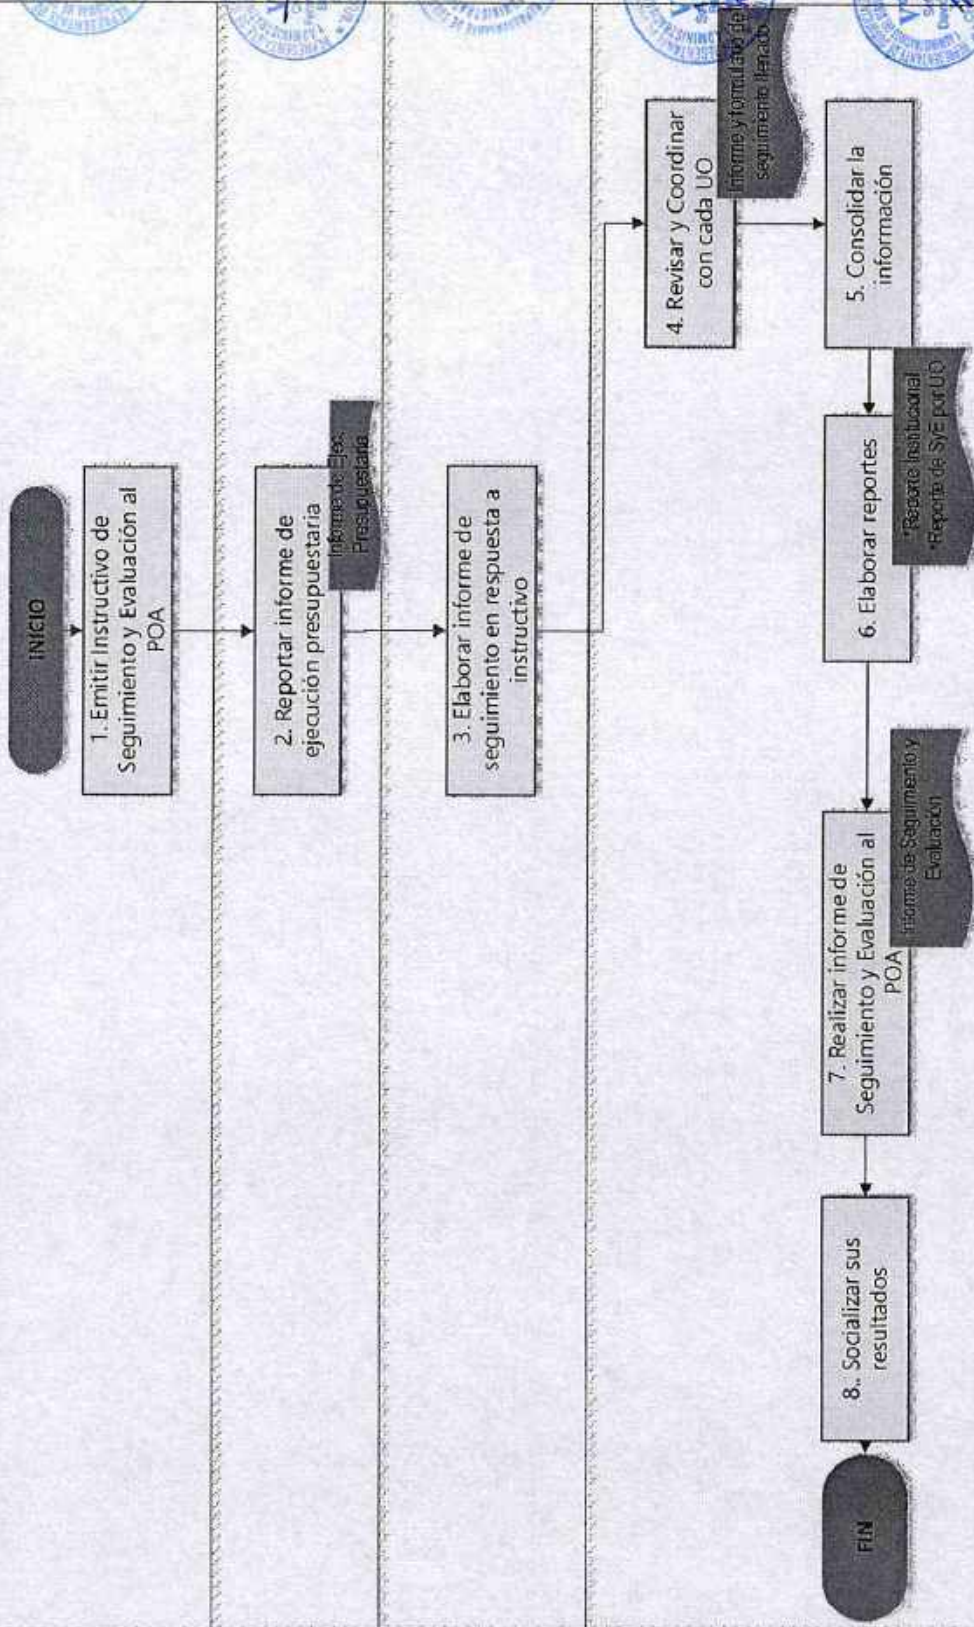 INICIO
1. Emitir Instructivo de
Seguimiento y Evaluación al
POA
2. Reportar informe de
ejecución presupuestaria
Informe de Ejec.
Presupuestaria
3. Elaborar informe de
seguimiento en respuesta a
instructivo
4. Revisar y Coordinar
con cada UO
Informe y formulario de
seguimiento llenado
5. Consolidar la
información
6. Elaborar reportes
*Reporte Institucional
*Reporte de SyE por UO
7. Realizar informe de
Seguimiento y Evaluación al
POA
Informe de Seguimiento y
Evaluación
8.. Socializar sus
resultados
FIN